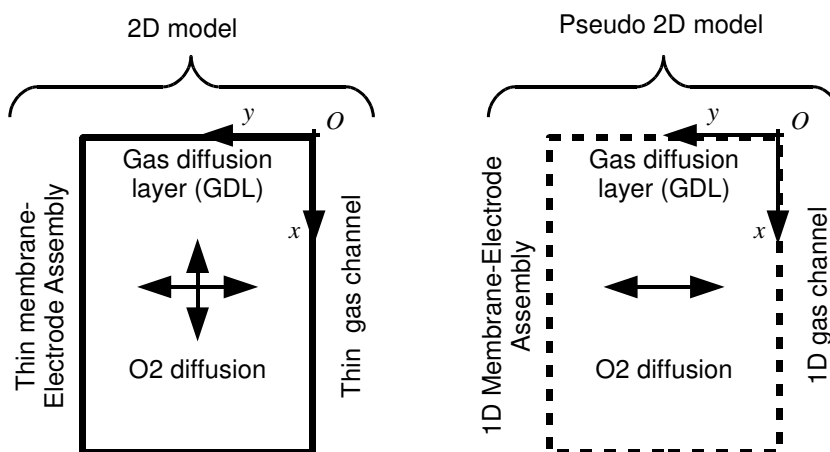 2D model
y
O
Gas diffusion
layer (GDL)
x
Thin membrane-
Electrode Assembly
Thin gas channel
O2 diffusion
Pseudo 2D model
y
O
Gas diffusion
layer (GDL)
x
1D Membrane-Electrode
Assembly
1D gas channel
O2 diffusion